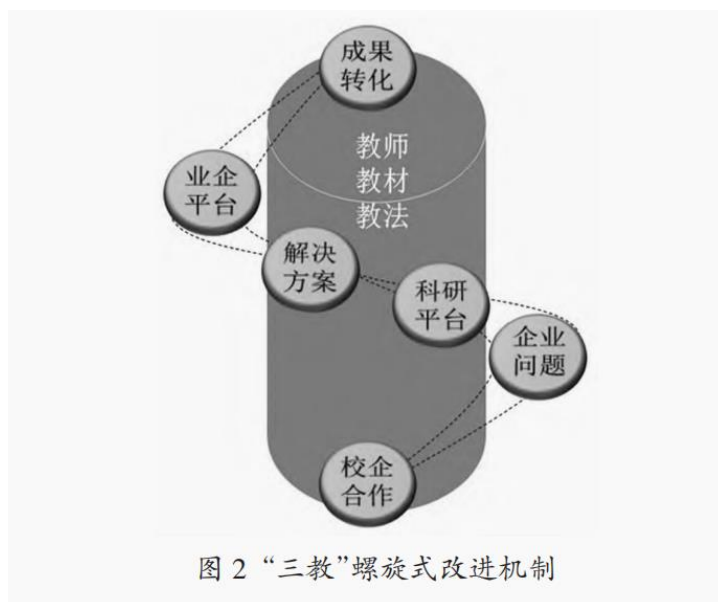 成果
转化
教师
教材
教法
业企
平台
解决
方案
科研
平台
企业
问题
校企
合作
图 2 “三教”螺旋式改进机制